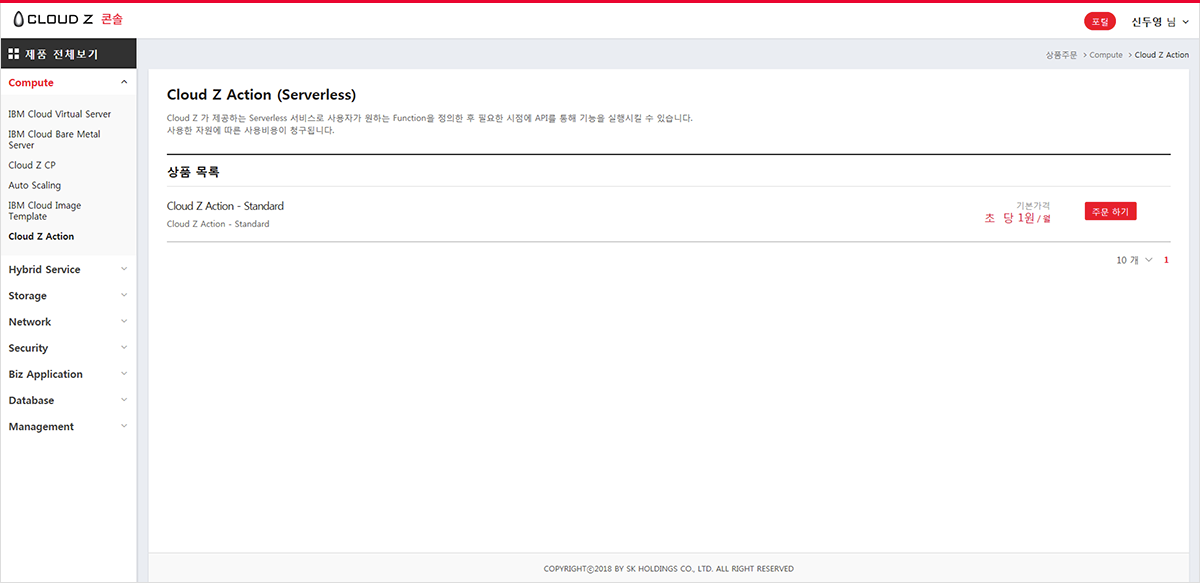 CLOUD Z 콘솔
포털
신두영 님
제품 전체보기
상품주문 > Compute > Cloud Z Action
Compute
IBM Cloud Virtual Server
IBM Cloud Bare Metal
Server
Cloud Z CP
Auto Scaling
IBM Cloud Image
Template
Cloud Z Action
Hybrid Service
Storage
Network
Security
Biz Application
Database
Management
Cloud Z Action (Serverless)
Cloud Z 가 제공하는 Serverless 서비스로 사용자가 원하는 Function을 정의한 후 필요한 시점에 API를 통해 기능을 실행시킬 수 있습니다.
사용한 자원에 따른 사용비용이 청구됩니다.
상품 목록
Cloud Z Action - Standard
Cloud Z Action - Standard
기본가격
초 당 1원 / 월
주문 하기
10 개
1
COPYRIGHTⓒ2018 BY SK HOLDINGS CO., LTD. ALL RIGHT RESERVED